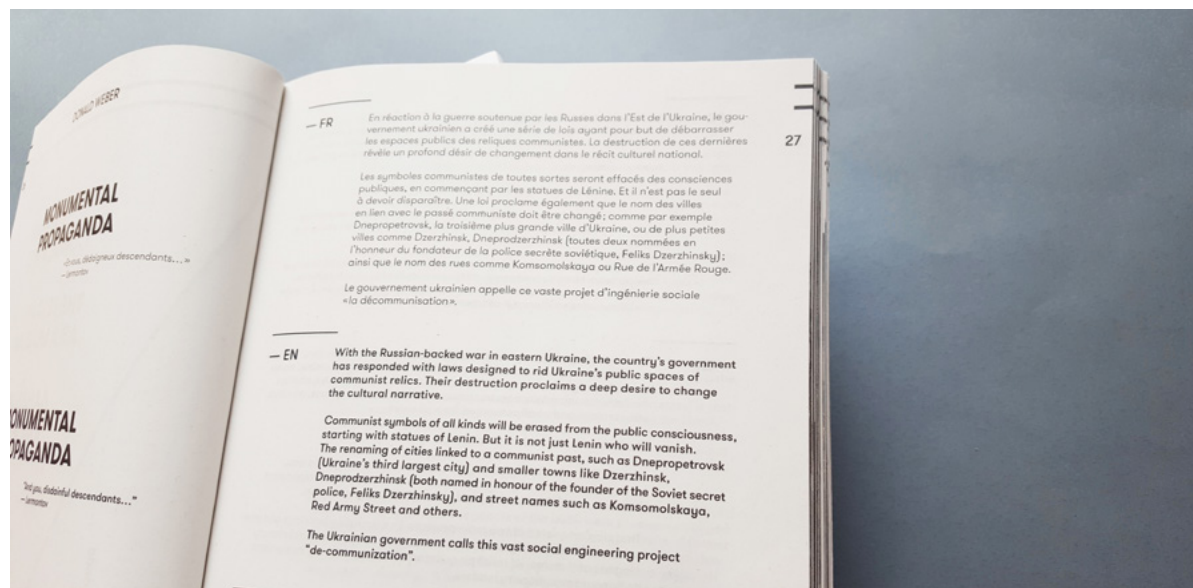 DONALD WEBER
MONUMENTAL
PROPAGANDA
dédaigneux descendants... »
— Lermontov
ONUMENTAL
OPAGANDA
"and you, disdainful descendants..."
— Lermontov
— FR
En réaction à la guerre soutenue par les Russes dans l'Est de l'Ukraine, le gou-
vernement ukrainien a créé une série de lois ayant pour but de débarrasser
les espaces publics des reliques communistes. La destruction de ces dernières
révèle un profond désir de changement dans le récit culturel national.
Les symboles communistes de toutes sortes seront effacés des consciences
publiques, en commençant par les statues de Lénine. Et il n'est pas le seul
à devoir disparaître. Une loi proclame également que le nom des villes
en lien avec le passé communiste doit être changé; comme par exemple
Dnepropetrovsk, la troisième plus grande ville d'Ukraine, ou de plus petites
villes comme Dzerzhinsk, Dneprodzerzhinsk (toutes deux nommées en
l'honneur du fondateur de la police secrète soviétique, Feliks Dzerzhinsky);
ainsi que le nom des rues comme Komsomolskaya ou Rue de l'Armée Rouge.
Le gouvernement ukrainien appelle ce vaste projet d'ingénierie sociale
«la décommunisation».
— EN
With the Russian-backed war in eastern Ukraine, the country's government
has responded with laws designed to rid Ukraine's public spaces of
communist relics. Their destruction proclaims a deep desire to change
the cultural narrative.
Communist symbols of all kinds will be erased from the public consciousness,
starting with statues of Lenin. But it is not just Lenin who will vanish.
The renaming of cities linked to a communist past, such as Dnepropetrovsk
(Ukraine's third largest city) and smaller towns like Dzerzhinsk,
Dneprodzerzhinsk (both named in honour of the founder of the Soviet secret
police, Feliks Dzerzhinsky), and street names such as Komsomolskaya,
Red Army Street and others.
The Ukrainian government calls this vast social engineering project
"de-communization".
27